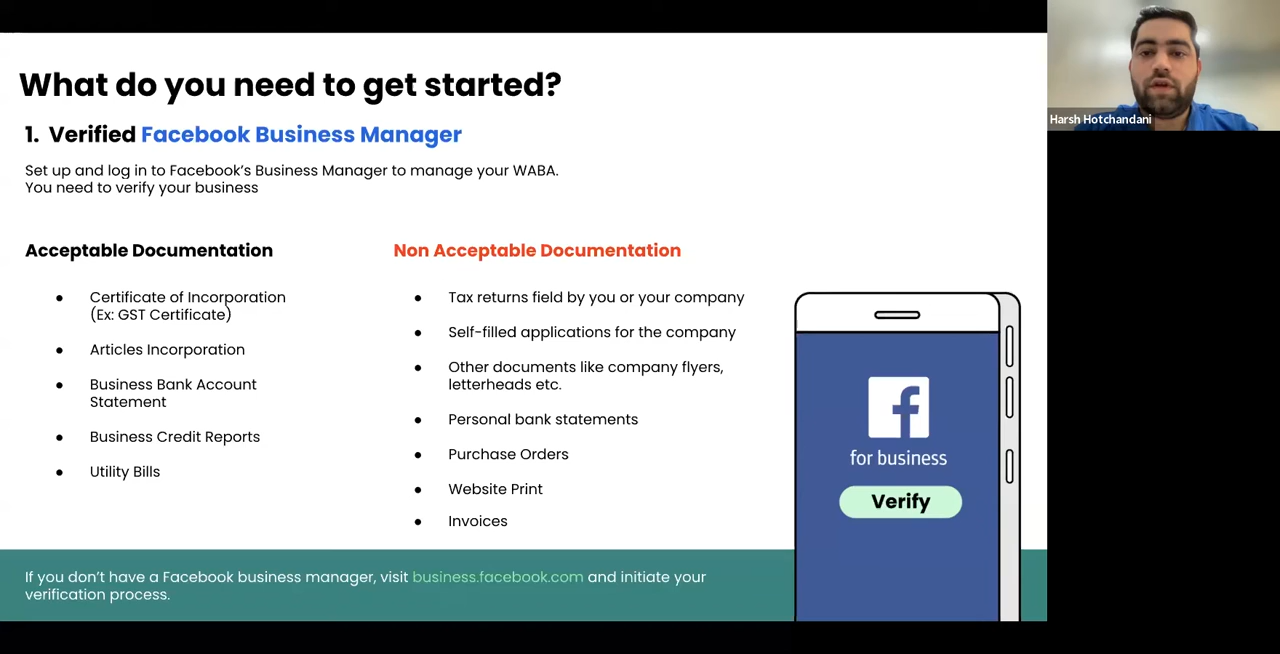 What do you need to get started?
1. Verified Facebook Business Manager
Set up and log in to Facebook's Business Manager to manage your WABA.
You need to verify your business
Acceptable Documentation
• Certificate of Incorporation
(Ex: GST Certificate)
• Articles Incorporation
• Business Bank Account
Statement
• Business Credit Reports
• Utility Bills
Non Acceptable Documentation
• Tax returns field by you or your company
• Self-filled applications for the company
• Other documents like company flyers,
letterheads etc.
• Personal bank statements
• Purchase Orders
• Website Print
• Invoices
f
for business
Verify
If you don't have a Facebook business manager, visit business.facebook.com and initiate your
verification process.
Harsh Hotchandani